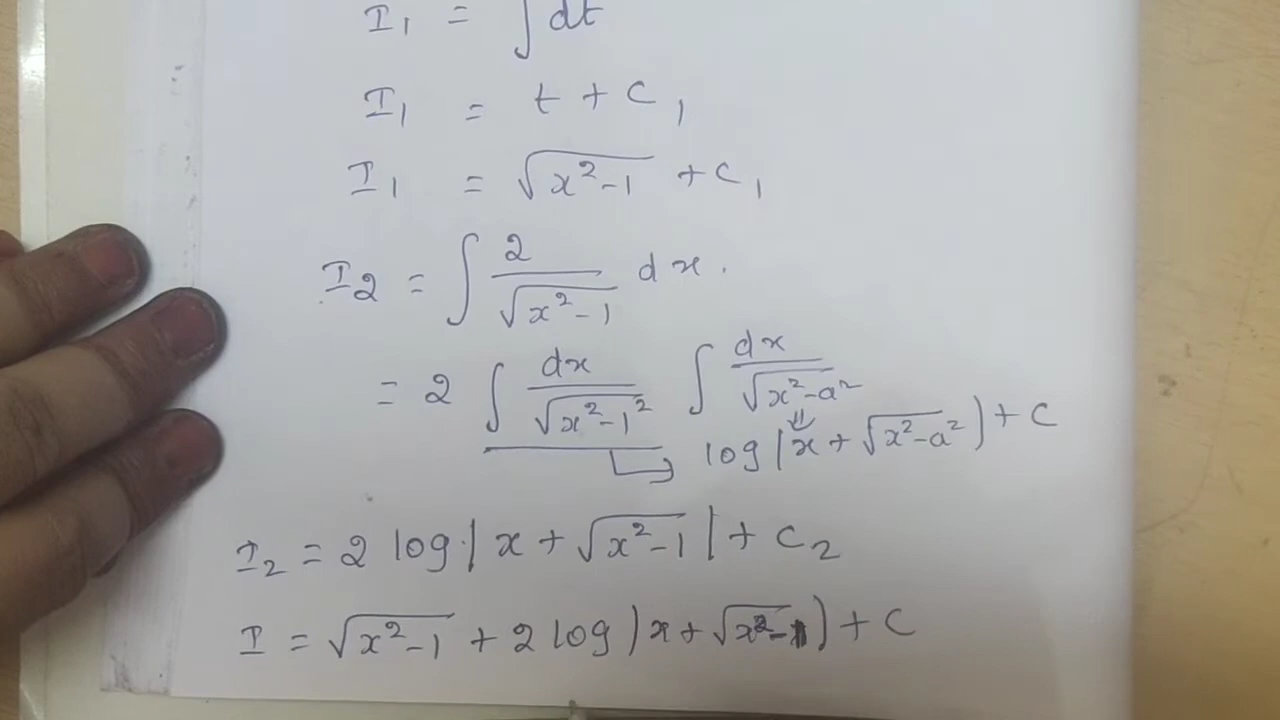 I₁ = ∫ dt
I₁ = t + C₁
I₁ = √(x²-1) + C₁
I₂ = ∫ 2/√(x²-1) dx.
= 2 ∫ dx/√(x²-1²) ∫ dx/√(x²-a²)
log|x + √(x²-a²)| + C
I₂ = 2 log|x + √(x²-1)| + C₂
I = √(x²-1) + 2 log|x + √(x²-1)| + C